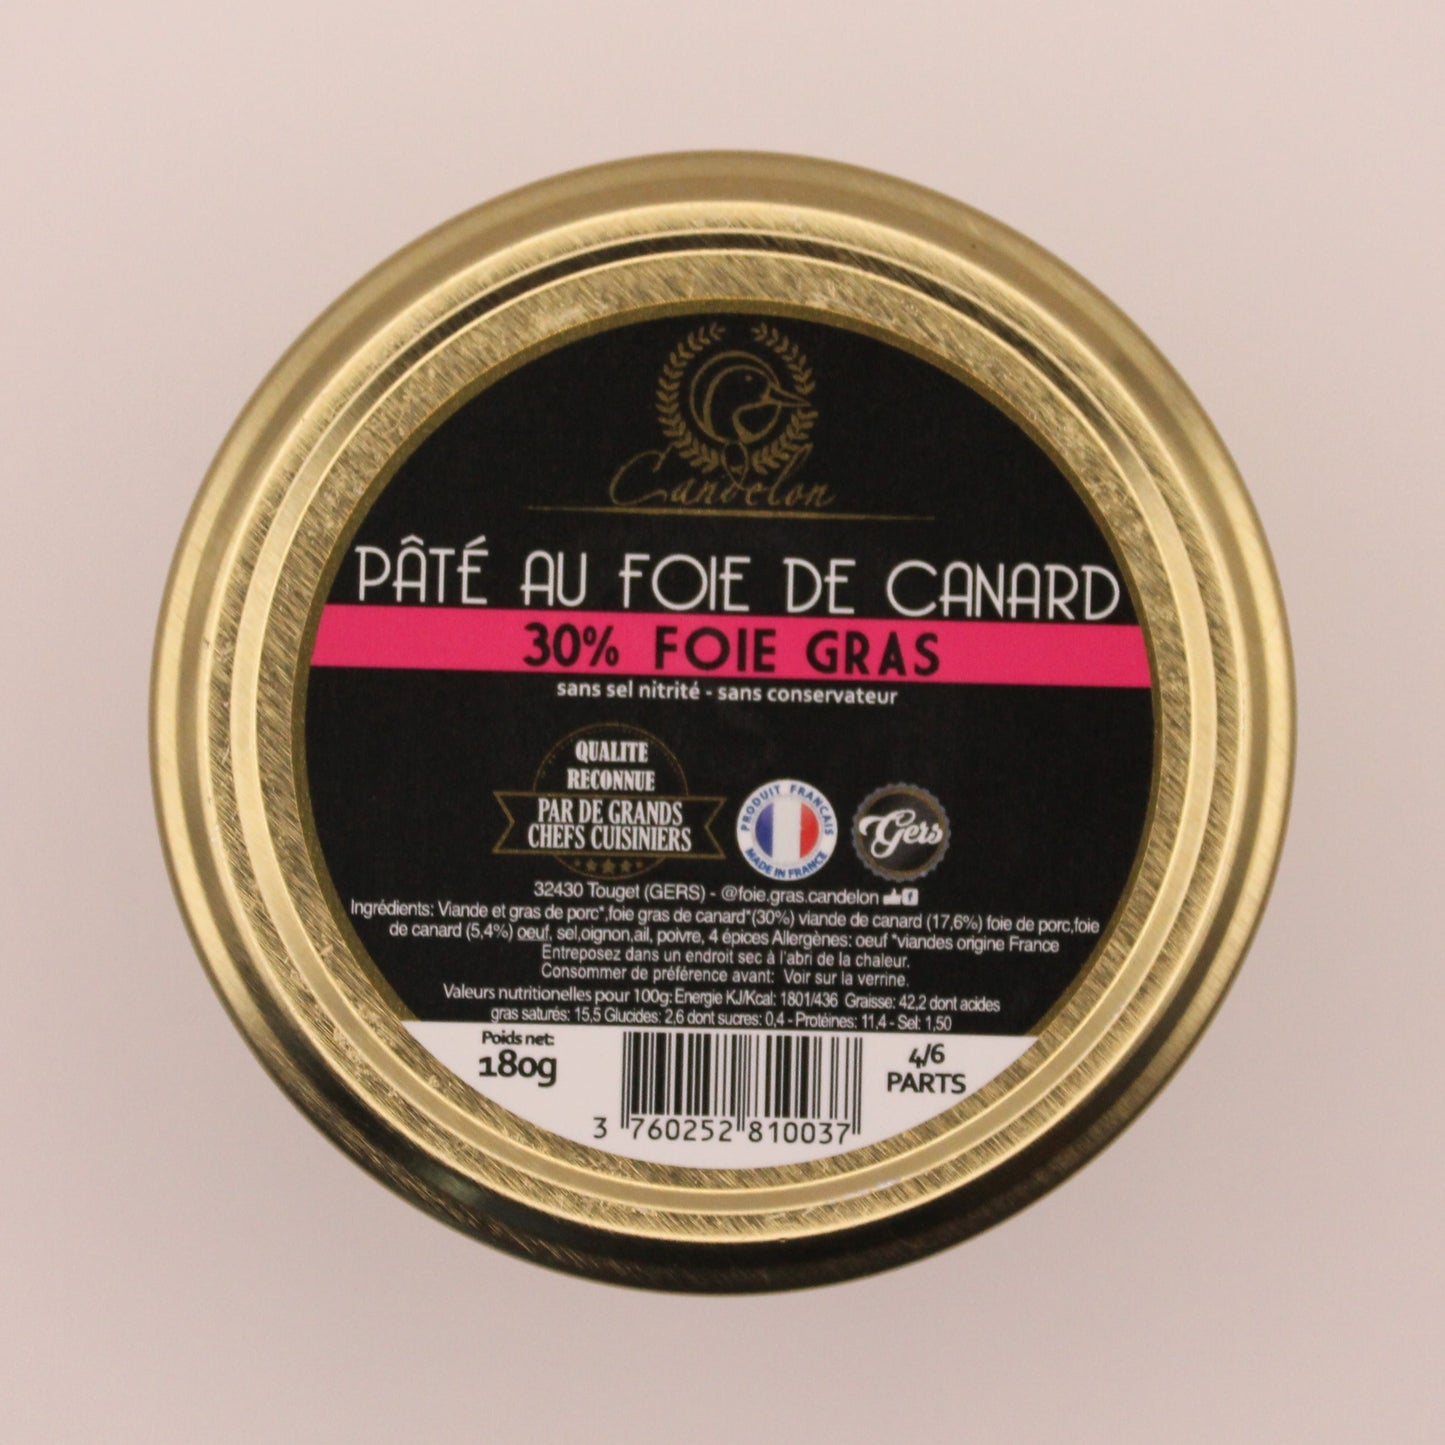 Candelon
PÂTÉ AU FOIE DE CANARD
30% FOIE GRAS
sans sel nitrité - sans conservateur
QUALITE
RECONNUE
PAR DE GRANDS
CHEFS CUISINIERS
PRODUIT FRANÇAIS
MADE IN FRANCE
Gers
32430 Touget (GERS) - @foie.gras.candelon
Ingrédients: Viande et gras de porc*,foie gras de canard*(30%) viande de canard (17,6%) foie de porc,foie
de canard (5,4%) oeuf, sel,oignon,ail, poivre, 4 épices Allergènes: oeuf *viandes origine France
Entreposez dans un endroit sec à l'abri de la chaleur.
Consommer de préférence avant: Voir sur la verrine.
Valeurs nutritionelles pour 100g: Energie KJ/Kcal: 1801/436 Graisse: 42,2 dont acides
gras saturés: 15,5 Glucides: 2,6 dont sucres: 0,4 - Protéines: 11,4 - Sel: 1,50
Poids net:
180g
4/6
PARTS
3 760252 810037